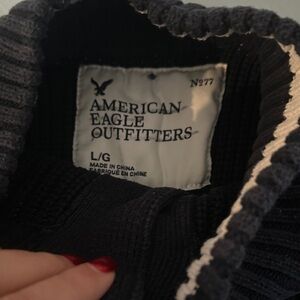 Nº77
AMERICAN
EAGLE
OUTFITTERS
L/G
MADE IN CHINA
FABRIQUÉ EN CHINE